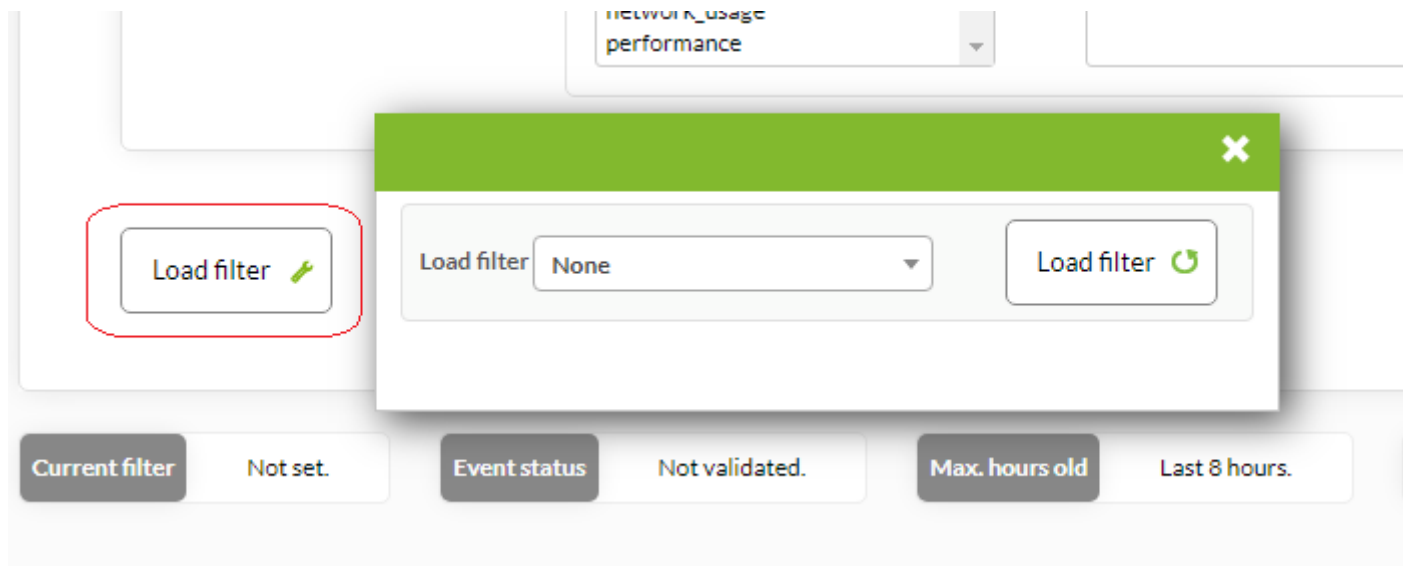 network_usage
performance
Load filter
Load filter
None
Load filter
Current filter
Not set.
Event status
Not validated.
Max. hours old
Last 8 hours.